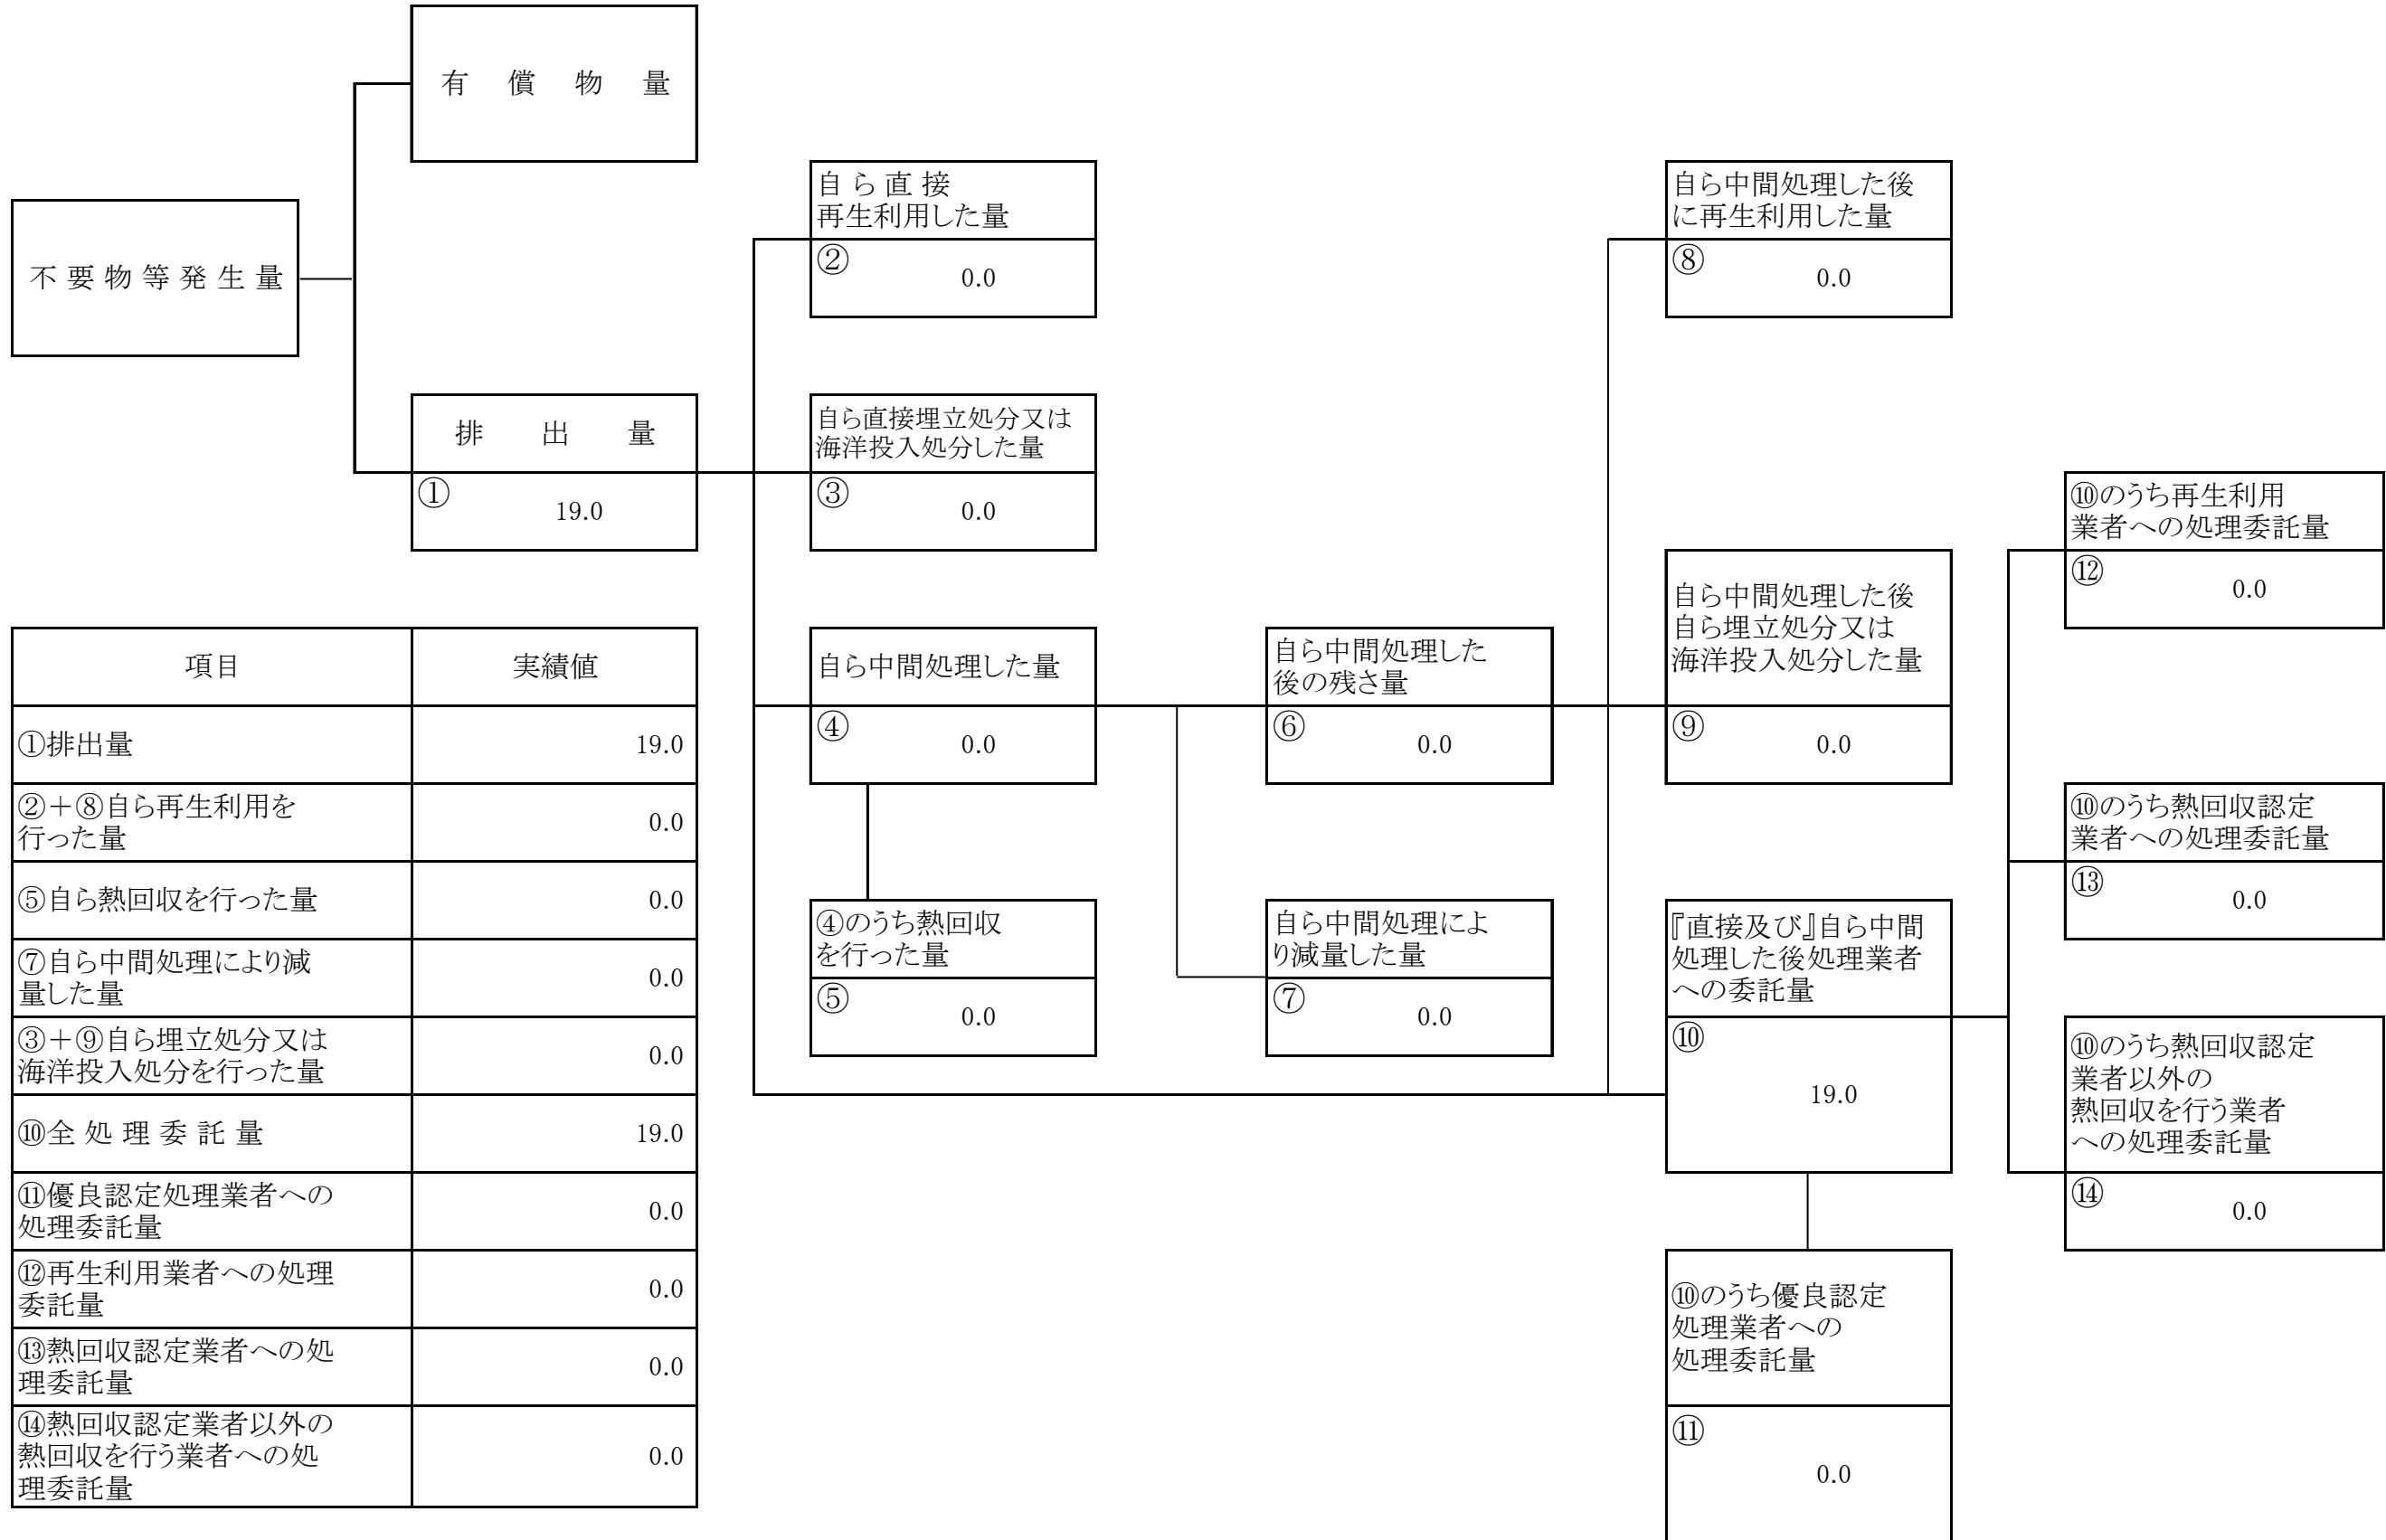 有償物量
不要物等発生量
排出量
①
19.0
自ら直接
再生利用した量
②
0.0
自ら直接埋立処分又は
海洋投入処分した量
③
0.0
自ら中間処理した量
④
0.0
④のうち熱回収
を行った量
⑤
0.0
自ら中間処理した
後の残さ量
⑥
0.0
自ら中間処理によ
り減量した量
⑦
0.0
自ら中間処理した後
に再生利用した量
⑧
0.0
自ら中間処理した後
自ら埋立処分又は
海洋投入処分した量
⑨
0.0
『直接及び』自ら中間
処理した後処理業者
への委託量
⑩
19.0
⑩のうち優良認定
処理業者への
処理委託量
⑪
0.0
⑩のうち再生利用
業者への処理委託量
⑫
0.0
⑩のうち熱回収認定
業者への処理委託量
⑬
0.0
⑩のうち熱回収認定
業者以外の
熱回収を行う業者
への処理委託量
⑭
0.0
項目 実績値
①排出量 19.0
②＋⑧自ら再生利用を
行った量 0.0
⑤自ら熱回収を行った量 0.0
⑦自ら中間処理により減
量した量 0.0
③＋⑨自ら埋立処分又は
海洋投入処分を行った量 0.0
⑩全処理委託量 19.0
⑪優良認定処理業者への
処理委託量 0.0
⑫再生利用業者への処理
委託量 0.0
⑬熱回収認定業者への処
理委託量 0.0
⑭熱回収認定業者以外の
熱回収を行う業者への処
理委託量 0.0